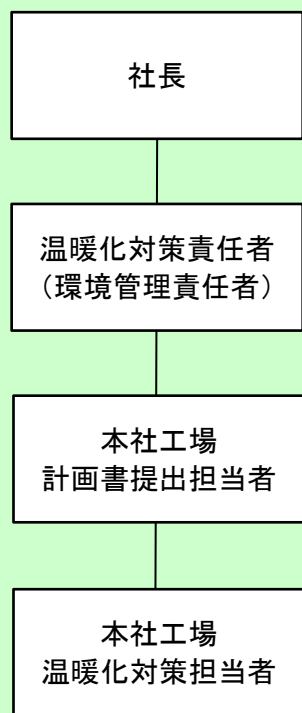 社長
温暖化対策責任者
（環境管理責任者）
本社工場
計画書提出担当者
本社工場
温暖化対策担当者